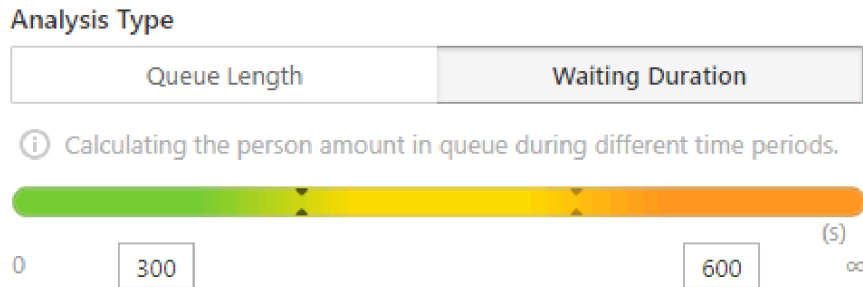 Analysis Type
Queue Length Waiting Duration
Calculating the person amount in queue during different time periods.
(s)
0 300 600 ∞